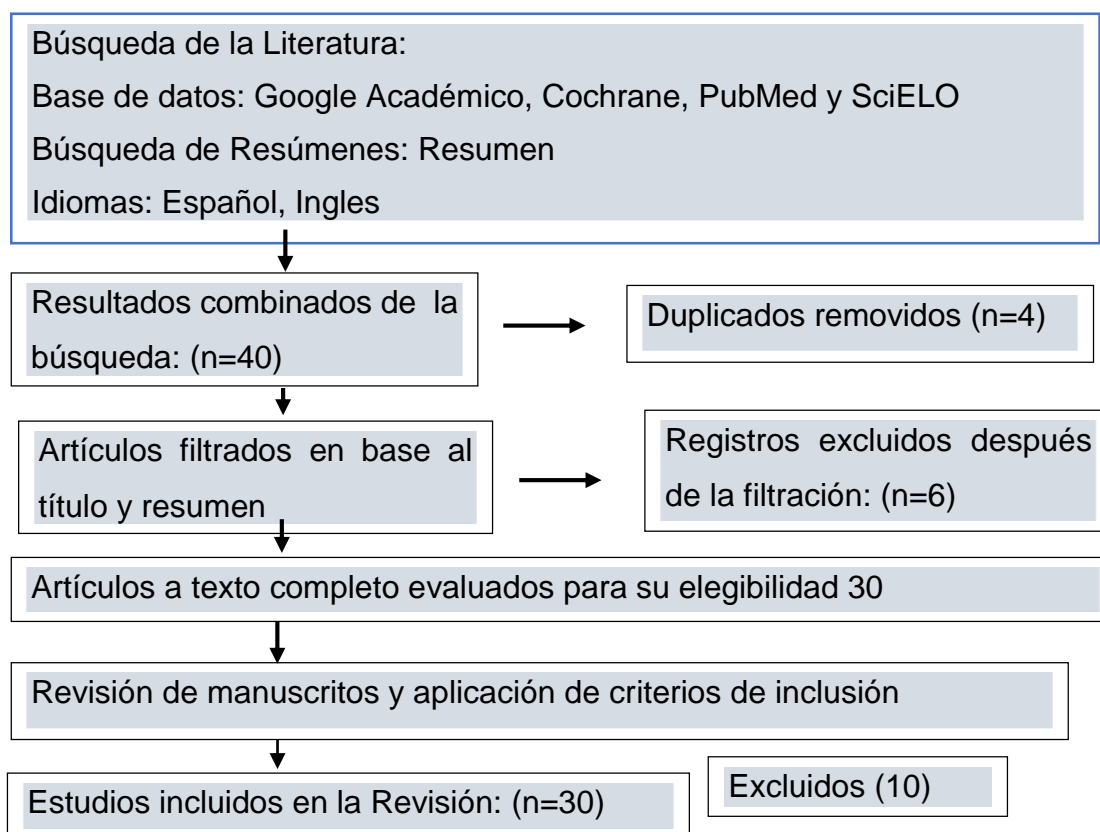 Búsqueda de la Literatura:
Base de datos: Google Académico, Cochrane, PubMed y SciELO
Búsqueda de Resúmenes: Resumen
Idiomas: Español, Ingles
Resultados combinados de la
búsqueda: (n=40)
Duplicados removidos (n=4)
Artículos filtrados en base al
título y resumen
Registros excluidos después
de la filtración: (n=6)
Artículos a texto completo evaluados para su elegibilidad 30
Revisión de manuscritos y aplicación de criterios de inclusión
Estudios incluidos en la Revisión: (n=30)
Excluidos (10)